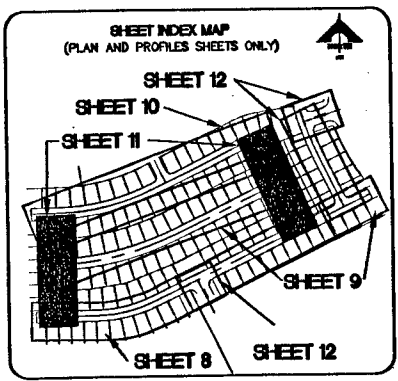 SHEET INDEX MAP
(PLAN AND PROFILES SHEETS ONLY)
SHEET 12
SHEET 10
SHEET 11
SHEET 9
SHEET 8
SHEET 12